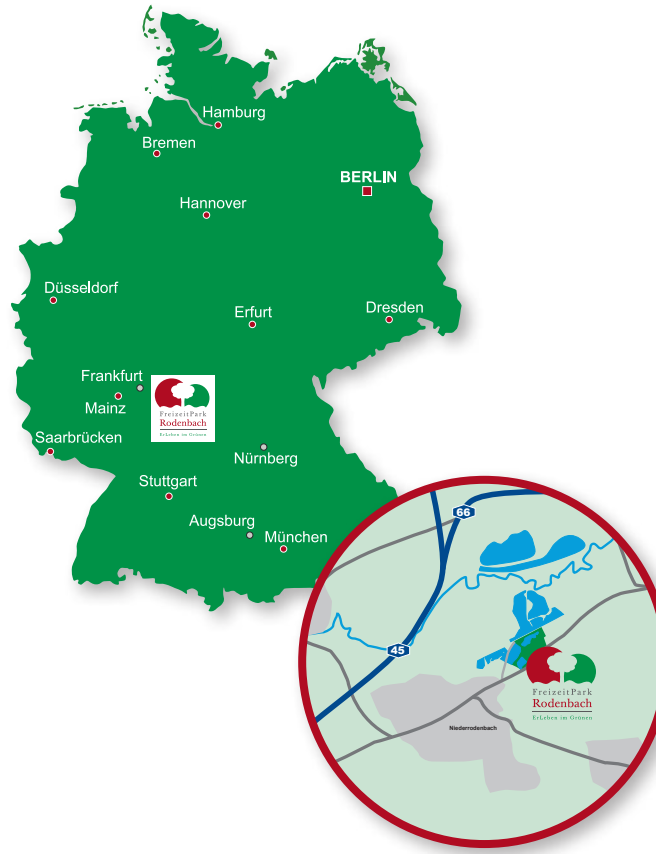 Hamburg
Bremen
BERLIN
Hannover
Düsseldorf
Erfurt
Dresden
Frankfurt
Mainz
FreizeitPark
Rodenbach
ErLeben im Grünen
Saarbrücken
Nürnberg
Stuttgart
Augsburg
München
66
45
FreizeitPark
Rodenbach
ErLeben im Grünen
Niederrodenbach